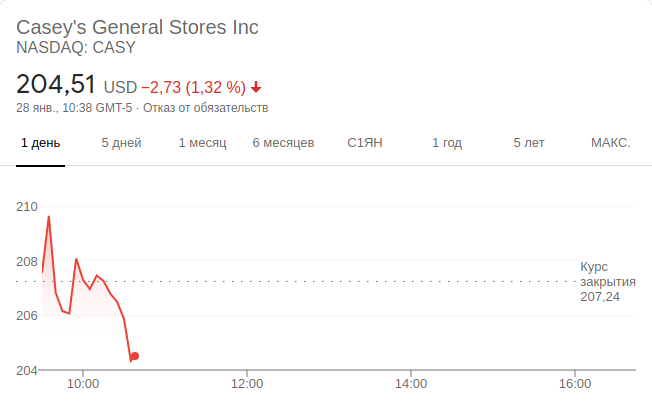 Casey's General Stores Inc
NASDAQ: CASY
204,51 USD −2,73 (1,32 %)
28 янв., 10:38 GMT-5 · Отказ от обязательств
1 день 5 дней 1 месяц 6 месяцев С1ЯН 1 год 5 лет МАКС.
210
208
206
204
Курс
закрытия
207,24
10:00 12:00 14:00 16:00